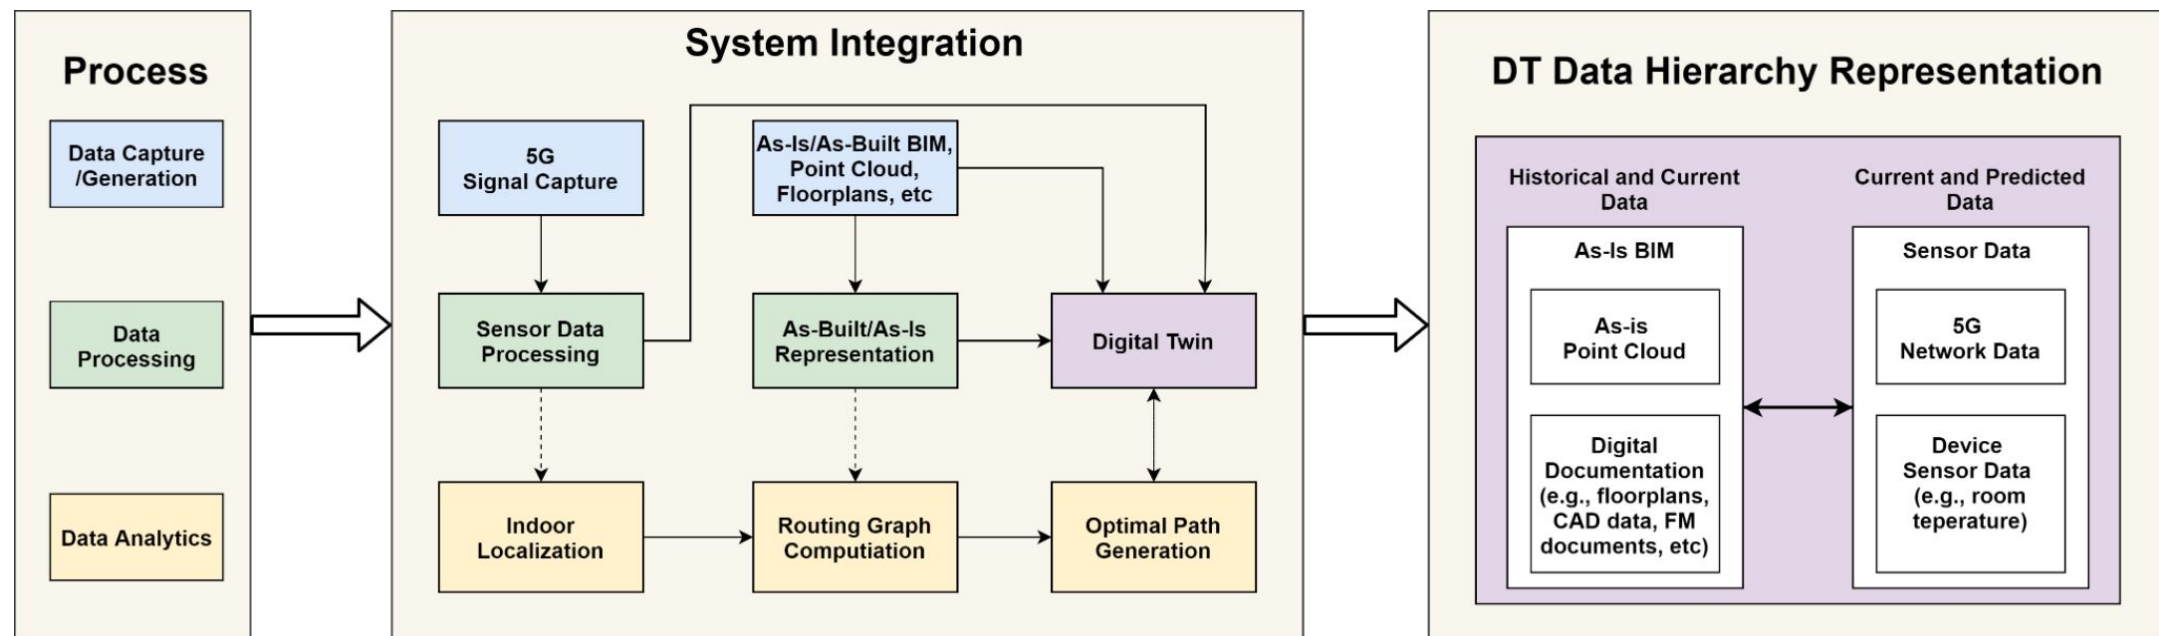 Process
Data Capture
/Generation
Data
Processing
Data Analytics
System Integration
5G
Signal Capture
As-Is/As-Built BIM,
Point Cloud,
Floorplans, etc
Sensor Data
Processing
As-Built/As-Is
Representation
Digital Twin
Indoor
Localization
Routing Graph
Computiation
Optimal Path
Generation
DT Data Hierarchy Representation
Historical and Current
Data
As-Is BIM
As-is
Point Cloud
Digital
Documentation
(e.g., floorplans,
CAD data, FM
documents, etc)
Current and Predicted
Data
Sensor Data
5G
Network Data
Device
Sensor Data
(e.g., room
teperature)